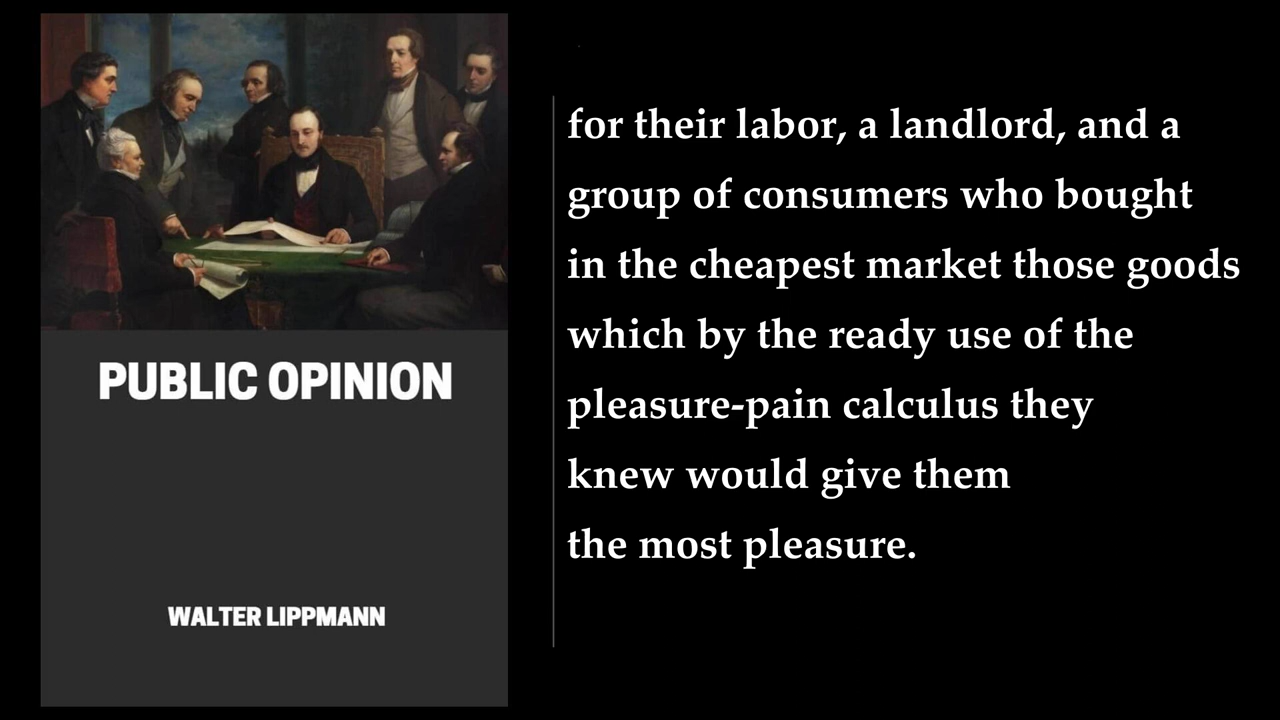 PUBLIC OPINION
WALTER LIPPMANN
for their labor, a landlord, and a
group of consumers who bought
in the cheapest market those goods
which by the ready use of the
pleasure-pain calculus they
knew would give them
the most pleasure.